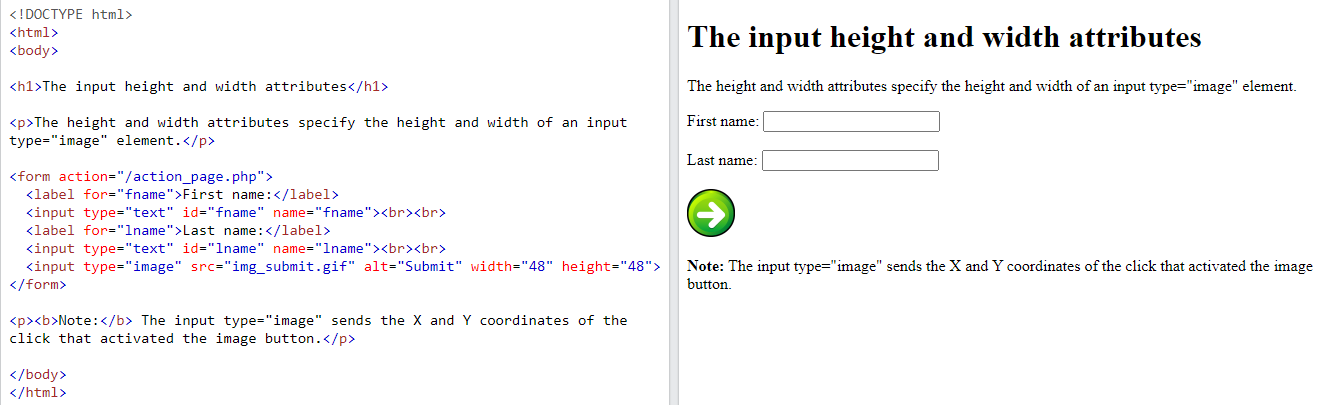 <!DOCTYPE html>
<html>
<body>
<h1>The input height and width attributes</h1>
<p>The height and width attributes specify the height and width of an input
type="image" element.</p>
<form action="/action_page.php">
<label for="fname">First name:</label>
<input type="text" id="fname" name="fname"><br><br>
<label for="lname">Last name:</label>
<input type="text" id="lname" name="lname"><br><br>
<input type="image" src="img_submit.gif" alt="Submit" width="48" height="48">
</form>
<p><b>Note:</b> The input type="image" sends the X and Y coordinates of the
click that activated the image button.</p>
</body>
</html>
The input height and width attributes
The height and width attributes specify the height and width of an input type="image" element.
First name:
Last name:
Note: The input type="image" sends the X and Y coordinates of the click that activated the image
button.